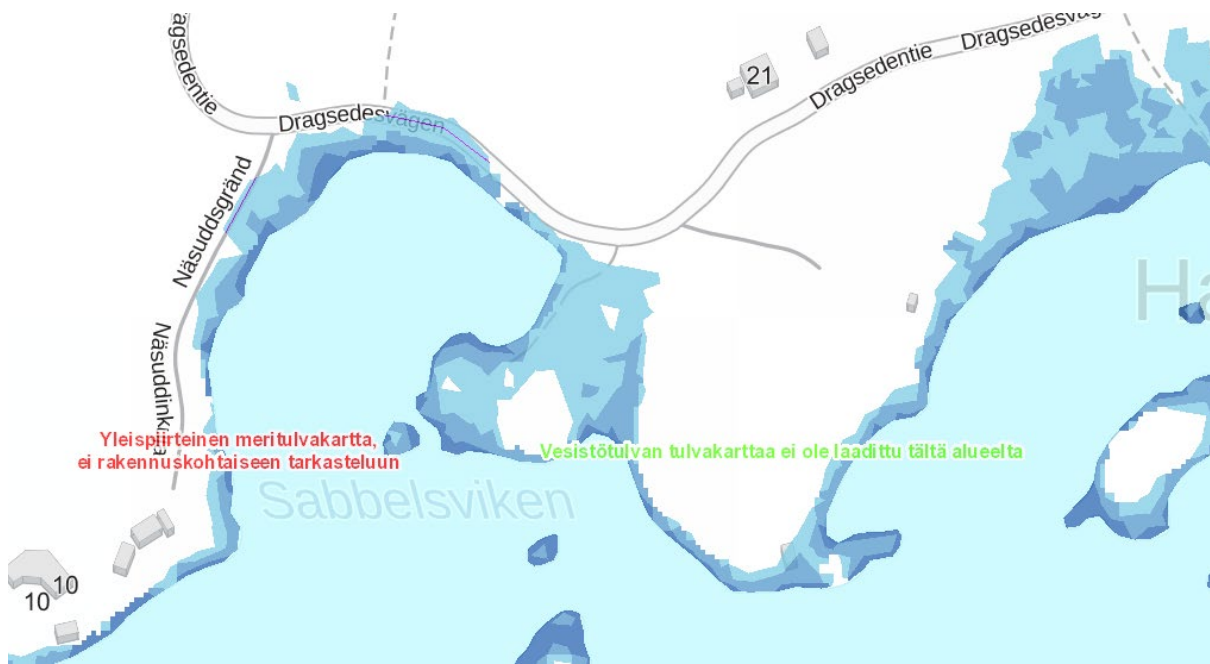 Dragsedentie
Dragsedesvägen
21
Dragsedentie
Dragsedesväg
Näsuddsgränd
Näsuddinkuja
Yleispiirteinen meritulvakartta,
ei rakennuskohtaiseen tarkasteluun
Vesistötulvan tulvakarttaa ei ole laadittu tältä alueelta
Sabbelsviken
Ha
10
10